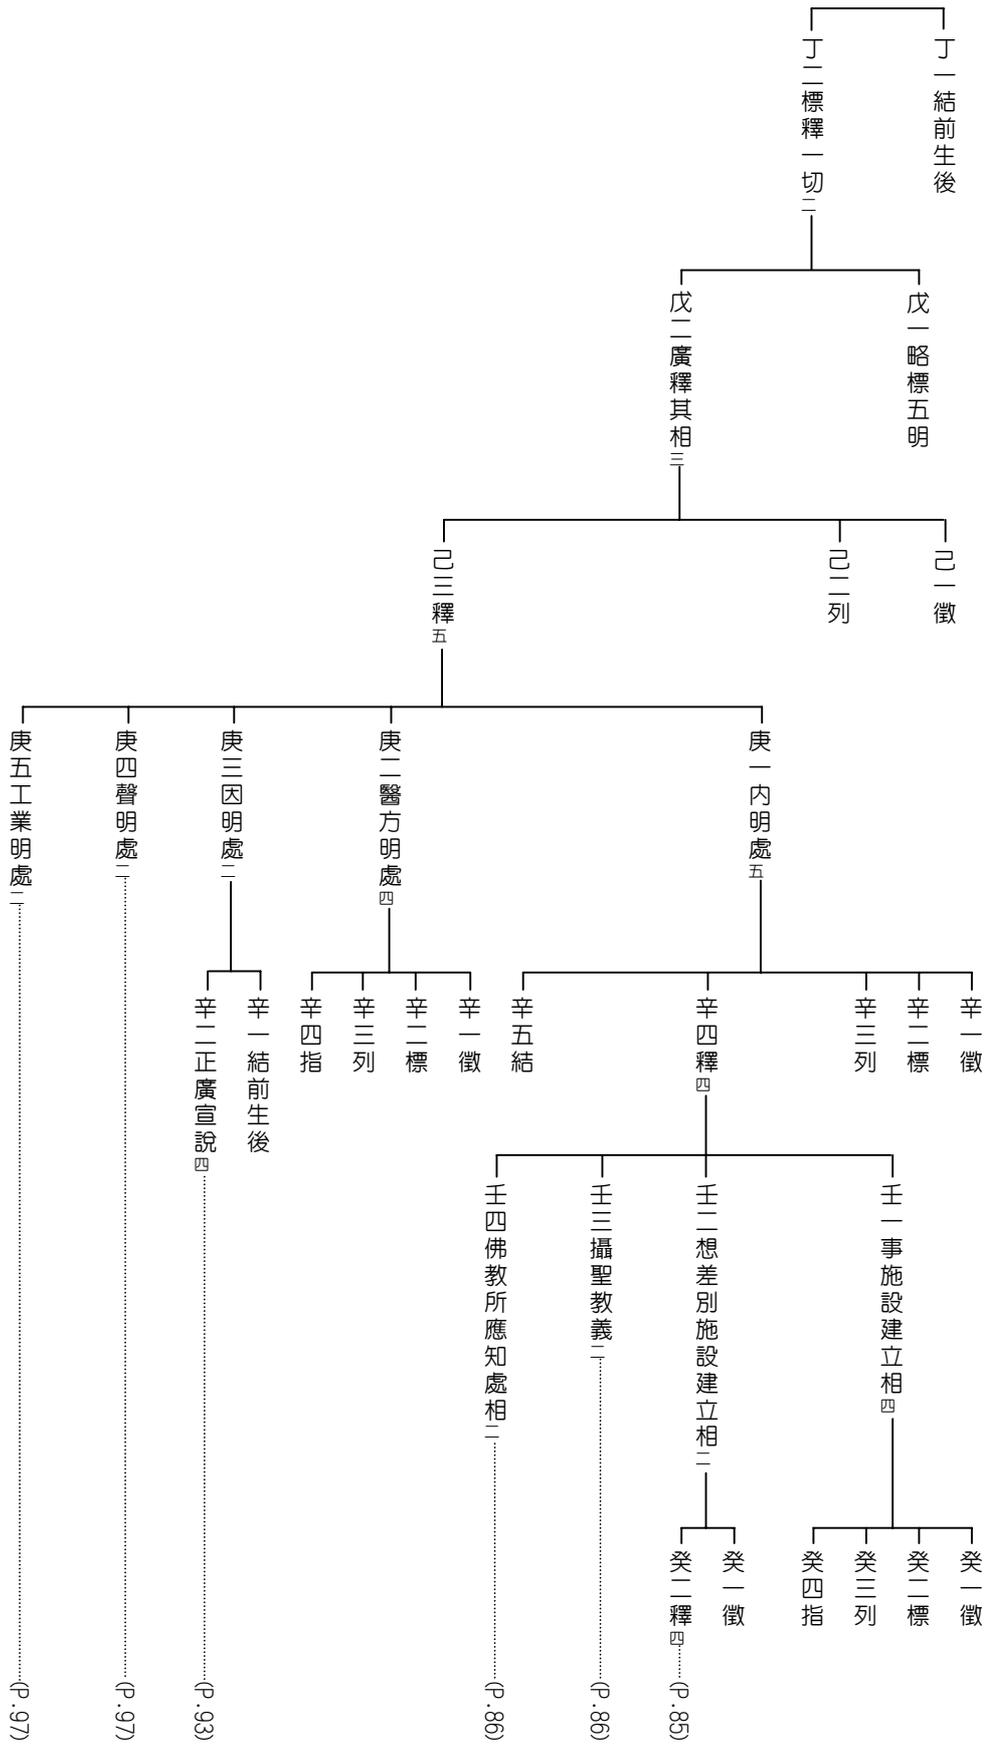 丁一結前生後
丁二標釋一切二
戊一略標五明
戊二廣釋其相三
己一徵
己二列
己三釋五
庚一內明處五
辛一徵
辛二標
辛三列
辛四釋四
壬一事施設建立相四
癸一徵
癸二標
癸三列
癸四指
壬二想差別施設建立相二
癸一徵
癸二釋四 (P.85)
壬三攝聖教義二 (P.86)
壬四佛教所應知處相二 (P.86)
辛五結
庚二醫方明處四
辛一徵
辛二標
辛三列
辛四指
庚三因明處二
辛一結前生後
辛二正廣宣說四 (P.93)
庚四聲明處二 (P.97)
庚五工業明處二 (P.97)